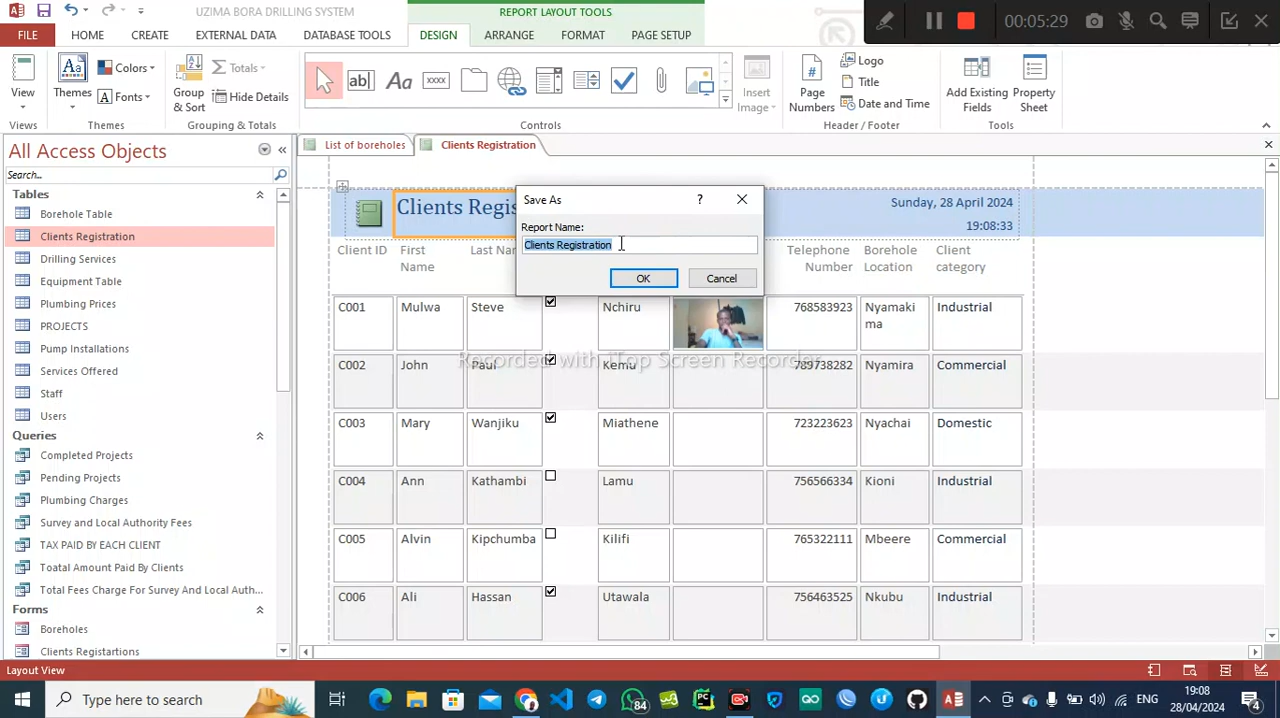 UZIMA BORA DRILLING SYSTEM
REPORT LAYOUT TOOLS
00:05:29
FILE HOME CREATE EXTERNAL DATA DATABASE TOOLS DESIGN ARRANGE FORMAT PAGE SETUP
View
Views
Themes
Colors
Fonts
Themes
Group & Sort
Totals
Hide Details
Grouping & Totals
ab|
Aa
xxxx
Controls
Insert Image
Page Numbers
Logo
Title
Date and Time
Header / Footer
Add Existing Fields
Property Sheet
Tools
All Access Objects
Search...
Tables
Borehole Table
Clients Registration
Drilling Services
Equipment Table
Plumbing Prices
PROJECTS
Pump Installations
Services Offered
Staff
Users
Queries
Completed Projects
Pending Projects
Plumbing Charges
Survey and Local Authority Fees
TAX PAID BY EACH CLIENT
Toatal Amount Paid By Clients
Total Fees Charge For Survey And Local Auth...
Forms
Boreholes
Clients Registartions
List of boreholes
Clients Registration
Clients Regis
Sunday, 28 April 2024
19:08:33
Save As
?
Report Name:
Clients Registration
OK
Cancel
Client ID First Name Last Nan Telephone Number Borehole Location Client category
C001 Mulwa Steve Nchiru 768583923 Nyamakima Industrial
Recorded with iTop Screen Recorder
C002 John Paul Kemu 789738282 Nyamira Commercial
C003 Mary Wanjiku Miathene 723223623 Nyachai Domestic
C004 Ann Kathambi Lamu 756566334 Kioni Industrial
C005 Alvin Kipchumba Kilifi 765322111 Mbeere Commercial
C006 Ali Hassan Utawala 756463525 Nkubu Industrial
Layout View
Type here to search
84
ENG
19:08
28/04/2024
4